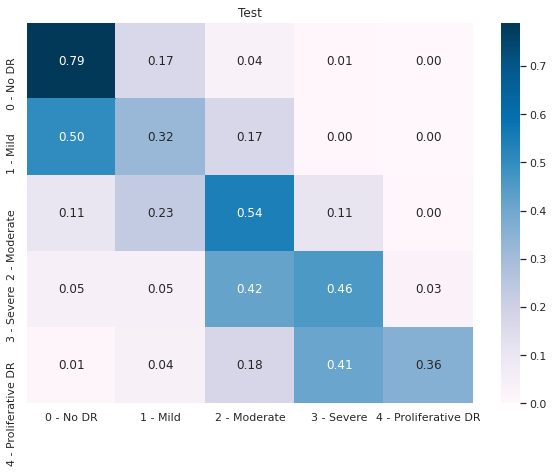 Test
0 - No DR
0.79 0.17 0.04 0.01 0.00
1 - Mild
0.50 0.32 0.17 0.00 0.00
2 - Moderate
0.11 0.23 0.54 0.11 0.00
3 - Severe
0.05 0.05 0.42 0.46 0.03
4 - Proliferative DR
0.01 0.04 0.18 0.41 0.36
0 - No DR 1 - Mild 2 - Moderate 3 - Severe 4 - Proliferative DR
0.7
0.6
0.5
0.4
0.3
0.2
0.1
0.0